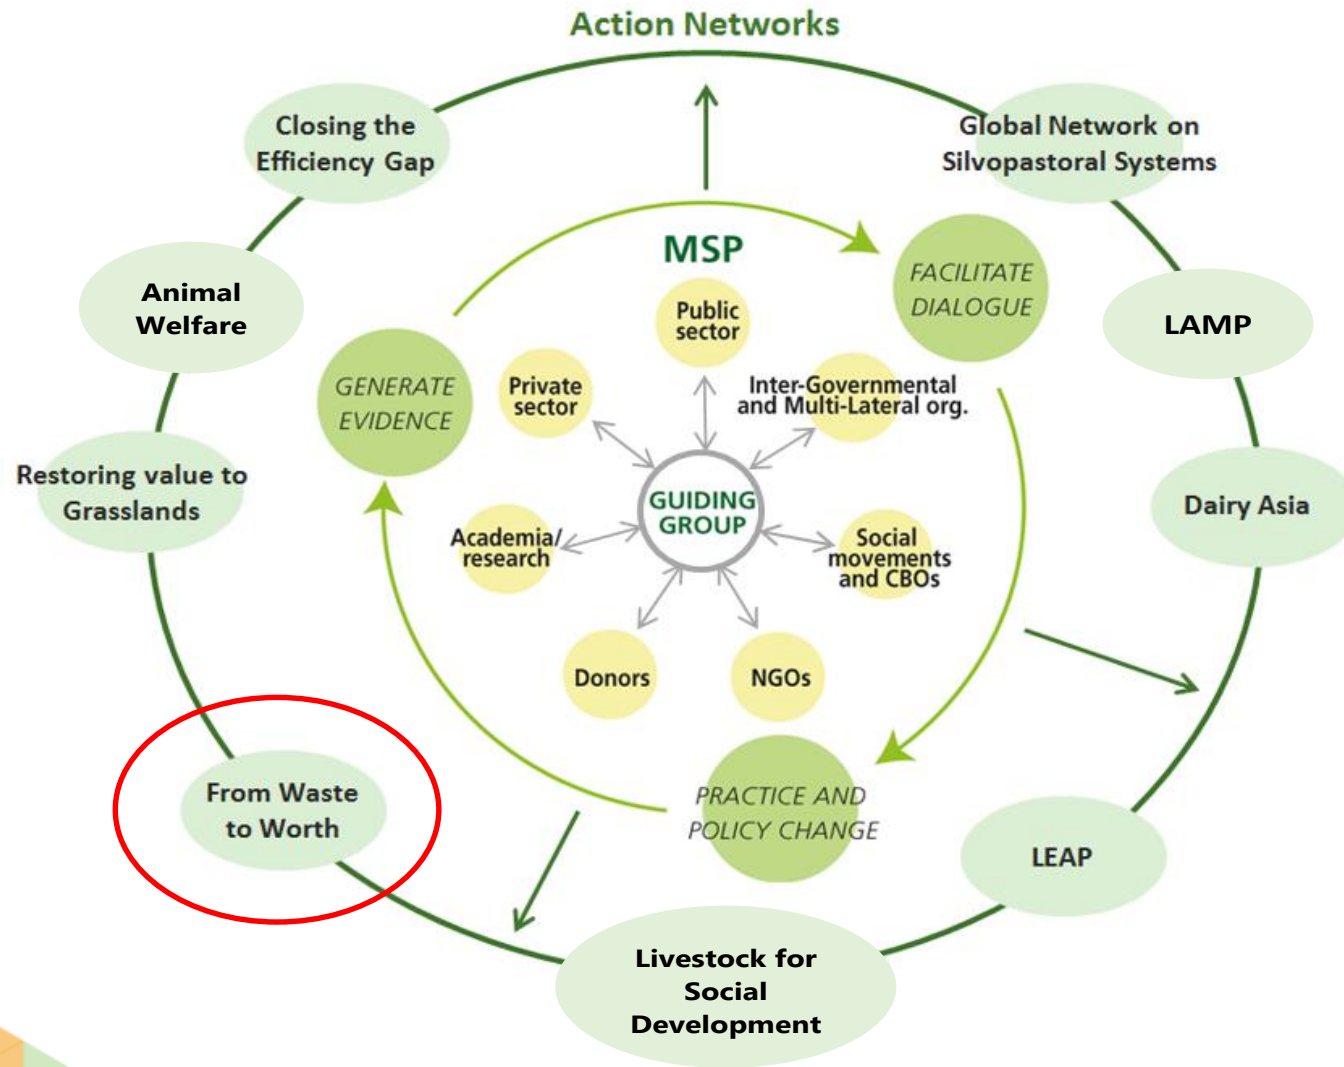 Action Networks
Closing the
Efficiency Gap
Global Network on
Silvopastoral Systems
MSP
FACILITATE
DIALOGUE
Animal
Welfare
Public
sector
LAMP
GENERATE
EVIDENCE
Private
sector
Inter-Governmental
and Multi-Lateral org.
Restoring value to
Grasslands
GUIDING
GROUP
Dairy Asia
Academia/
research
Social
movements
and CBOs
Donors
NGOs
From Waste
to Worth
PRACTICE AND
POLICY CHANGE
LEAP
Livestock for
Social
Development